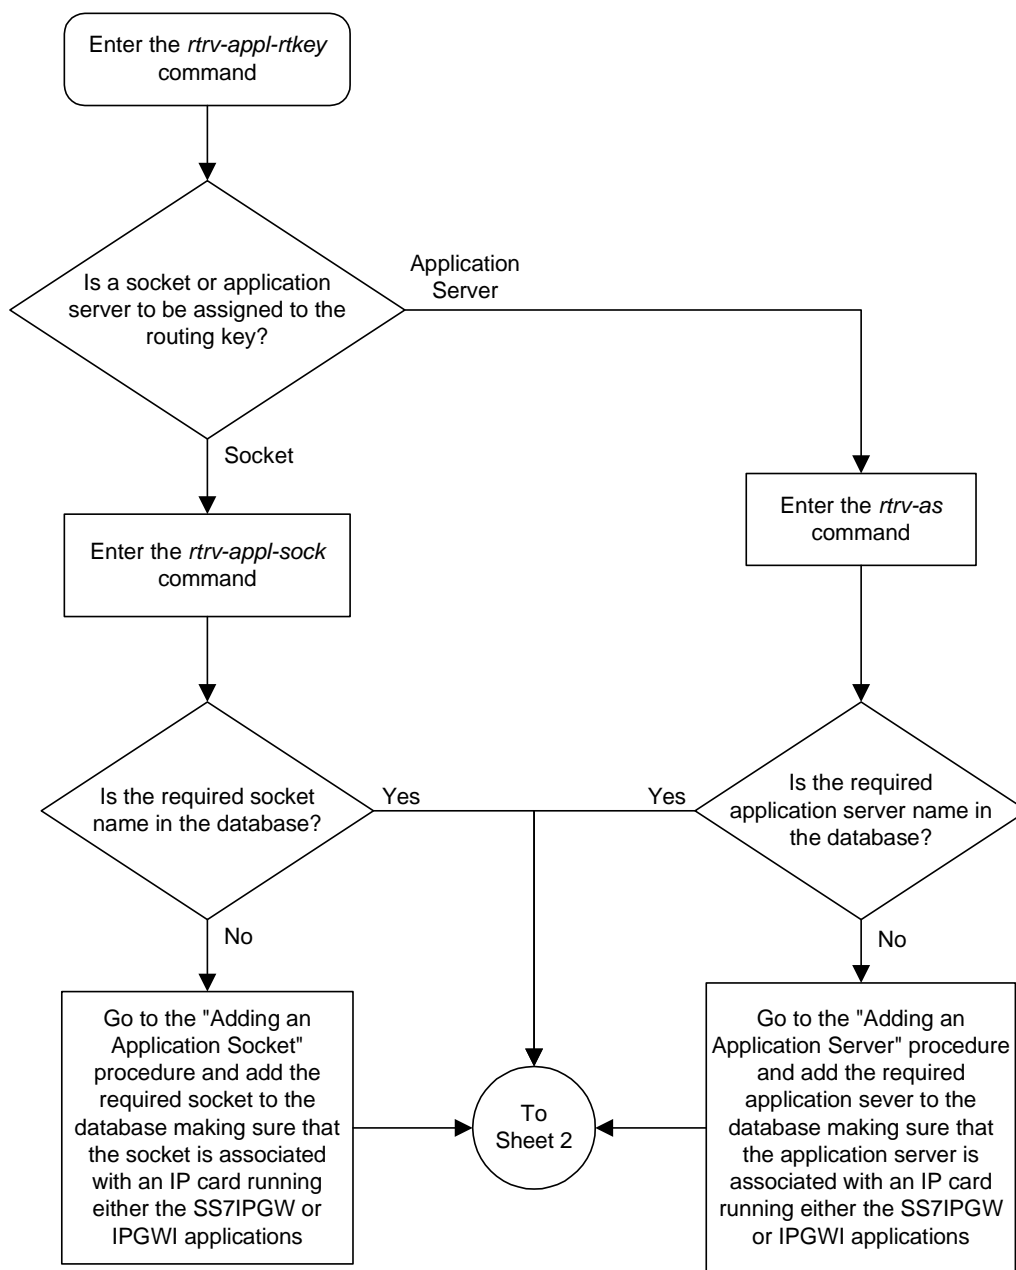 Enter the rtrv-appl-rtkey
command
Is a socket or application
server to be assigned to the
routing key?
Application
Server
Socket
Enter the rtrv-appl-sock
command
Enter the rtrv-as
command
Is the required socket
name in the database?
Yes
Yes
Is the required
application server name in
the database?
No
No
Go to the "Adding an
Application Socket"
procedure and add the
required socket to the
database making sure that
the socket is associated
with an IP card running
either the SS7IPGW or
IPGWI applications
To
Sheet 2
Go to the "Adding an
Application Server" procedure
and add the required
application sever to the
database making sure that
the application server is
associated with an IP card
running either the SS7IPGW
or IPGWI applications